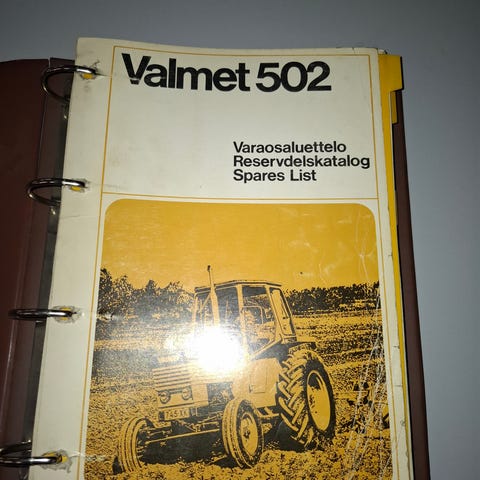 Valmet 502
Varaosaluettelo
Reservdelskatalog
Spares List